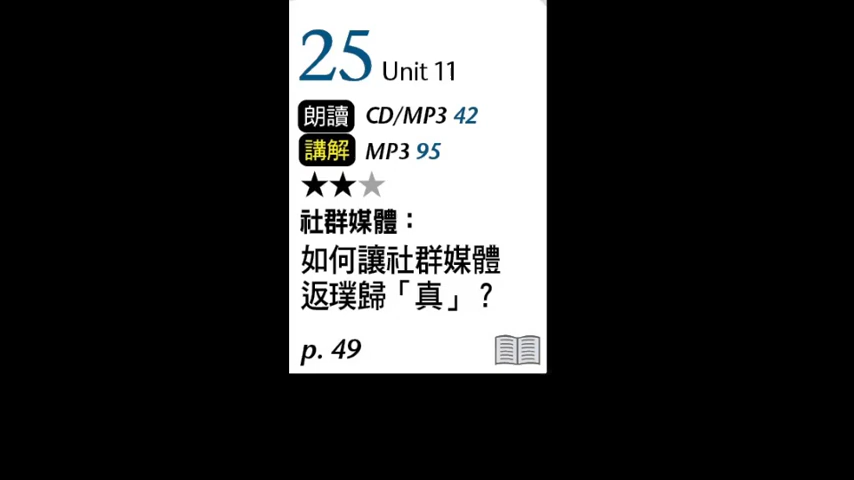 25 Unit 11
朗讀 CD/MP3 42
講解 MP3 95
★★★
社群媒體：
如何讓社群媒體
返璞歸「真」？
p. 49